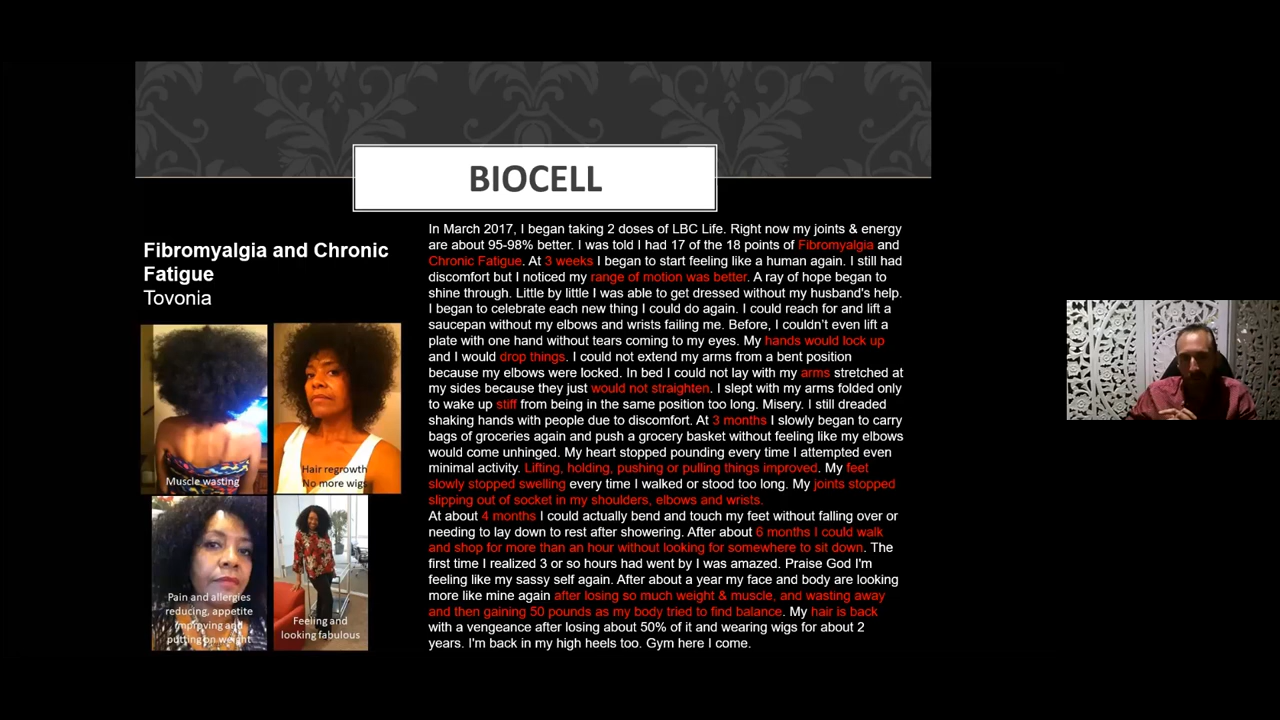 BIOCELL
Fibromyalgia and Chronic
Fatigue
Tovonia
Muscle wasting
Hair regrowth
No more wigs
Pain and allergies
reducing, appetite
improving and
putting on weight
Feeling and
looking fabulous
In March 2017, I began taking 2 doses of LBC Life. Right now my joints & energy
are about 95-98% better. I was told I had 17 of the 18 points of Fibromyalgia and
Chronic Fatigue. At 3 weeks I began to start feeling like a human again. I still had
discomfort but I noticed my range of motion was better. A ray of hope began to
shine through. Little by little I was able to get dressed without my husband's help.
I began to celebrate each new thing I could do again. I could reach for and lift a
saucepan without my elbows and wrists failing me. Before, I couldn't even lift a
plate with one hand without tears coming to my eyes. My hands would lock up
and I would drop things. I could not extend my arms from a bent position
because my elbows were locked. In bed I could not lay with my arms stretched at
my sides because they just would not straighten. I slept with my arms folded only
to wake up stiff from being in the same position too long. Misery. I still dreaded
shaking hands with people due to discomfort. At 3 months I slowly began to carry
bags of groceries again and push a grocery basket without feeling like my elbows
would come unhinged. My heart stopped pounding every time I attempted even
minimal activity. Lifting, holding, pushing or pulling things improved. My feet
slowly stopped swelling every time I walked or stood too long. My joints stopped
slipping out of socket in my shoulders, elbows and wrists.
At about 4 months I could actually bend and touch my feet without falling over or
needing to lay down to rest after showering. After about 6 months I could walk
and shop for more than an hour without looking for somewhere to sit down. The
first time I realized 3 or so hours had went by I was amazed. Praise God I'm
feeling like my sassy self again. After about a year my face and body are looking
more like mine again after losing so much weight & muscle, and wasting away
and then gaining 50 pounds as my body tried to find balance. My hair is back
with a vengeance after losing about 50% of it and wearing wigs for about 2
years. I'm back in my high heels too. Gym here I come.